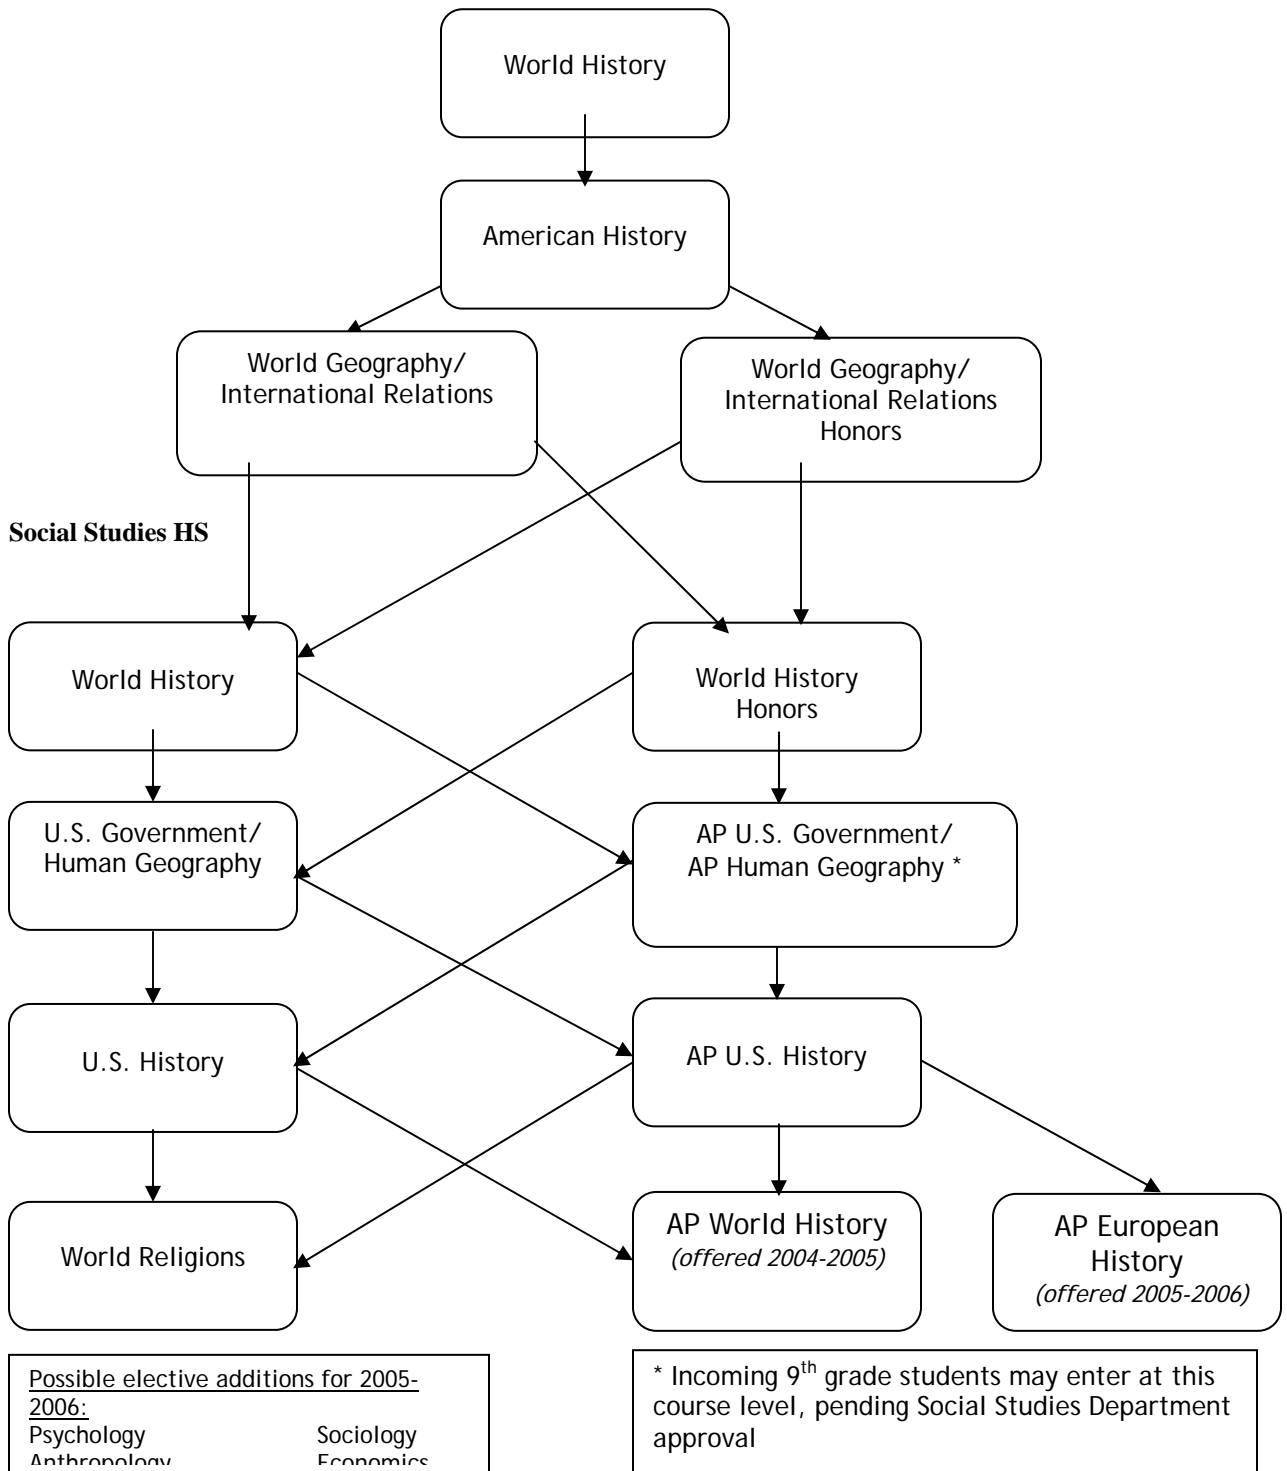 World History
American History
World Geography/
International Relations
World Geography/
International Relations
Honors
Social Studies HS
World History
World History
Honors
U.S. Government/
Human Geography
AP U.S. Government/
AP Human Geography *
U.S. History
AP U.S. History
World Religions
AP World History
(offered 2004-2005)
AP European
History
(offered 2005-2006)
Possible elective additions for 2005-
2006:
Psychology Sociology
Anthropology Economics
* Incoming 9th grade students may enter at this
course level, pending Social Studies Department
approval